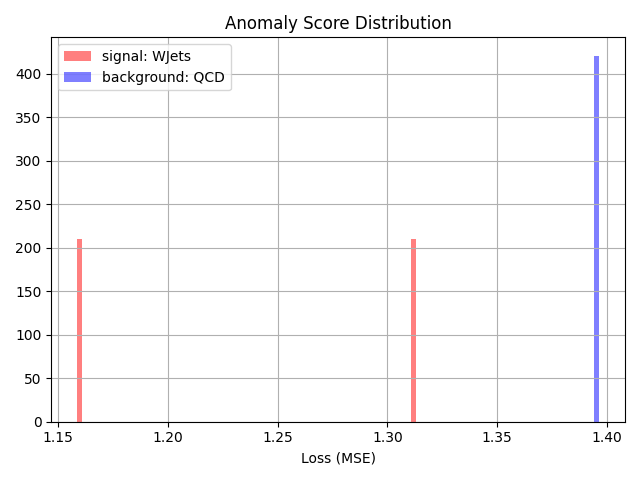 Anomaly Score Distribution
signal: WJets
background: QCD
400
350
300
250
200
150
100
50
0
1.15 1.20 1.25 1.30 1.35 1.40
Loss (MSE)